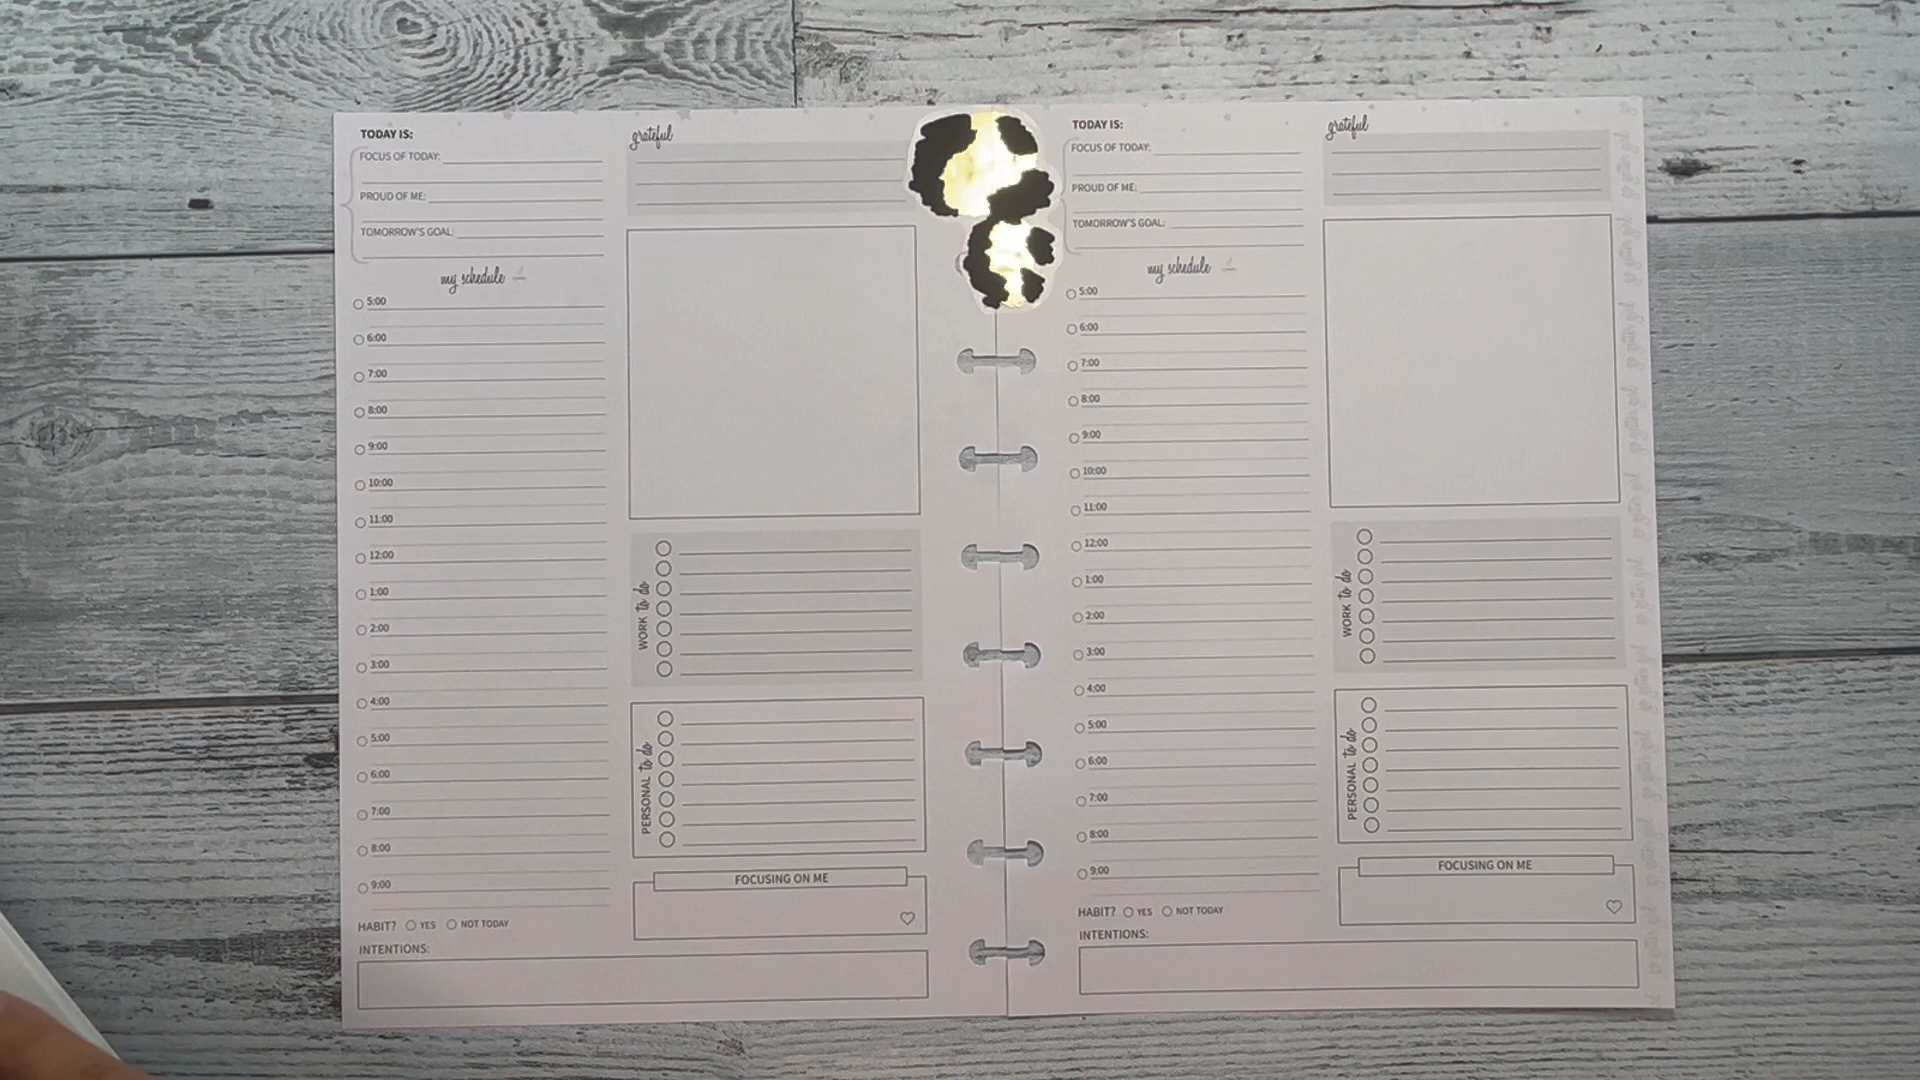 TODAY IS:
FOCUS OF TODAY:
PROUD OF ME:
TOMORROW'S GOAL:
my schedule
5:00
6:00
7:00
8:00
9:00
10:00
11:00
12:00
1:00
2:00
3:00
4:00
5:00
6:00
7:00
8:00
9:00
HABIT? YES NOT TODAY
INTENTIONS:
grateful
WORK to do
PERSONAL to do
FOCUSING ON ME
TODAY IS:
FOCUS OF TODAY:
PROUD OF ME:
TOMORROW'S GOAL:
my schedule
5:00
6:00
7:00
8:00
9:00
10:00
11:00
12:00
1:00
2:00
3:00
4:00
5:00
6:00
7:00
8:00
9:00
HABIT? YES NOT TODAY
INTENTIONS:
grateful
WORK to do
PERSONAL to do
FOCUSING ON ME